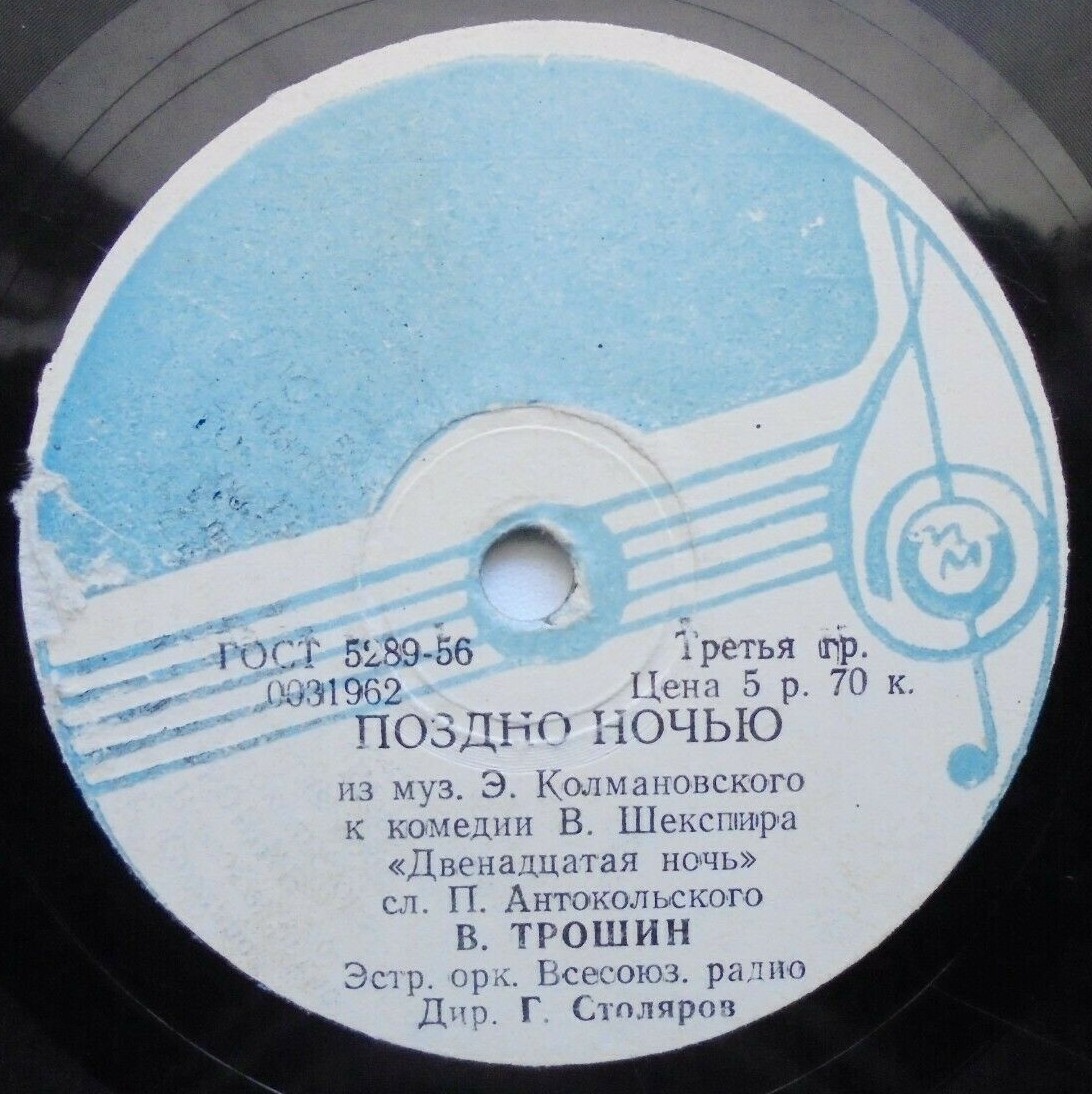 ГОСТ 5289-56 Третья гр.
0031962 Цена 5 р. 70 к.
ПОЗДНО НОЧЬЮ
из муз. Э. Колмановского
к комедии В. Шекспира
«Двенадцатая ночь»
сл. П. Антокольского
В. ТРОШИН
Эстр. орк. Всесоюз. радио
Дир. Г. Столяров